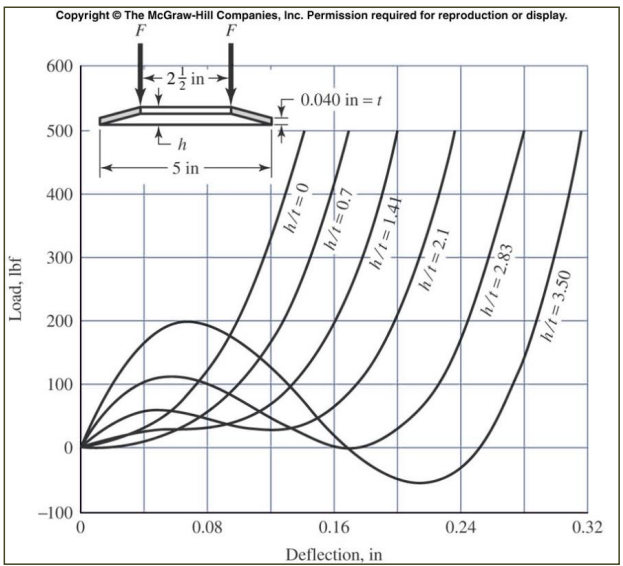 Copyright © The McGraw-Hill Companies, Inc. Permission required for reproduction or display.
F F
2 1/2 in
0.040 in = t
h
5 in
600
500
400
300
200
100
0
−100
Load, lbf
h/t = 0
h/t = 0.7
h/t = 1.41
h/t = 2.1
h/t = 2.83
h/t = 3.50
0 0.08 0.16 0.24 0.32
Deflection, in